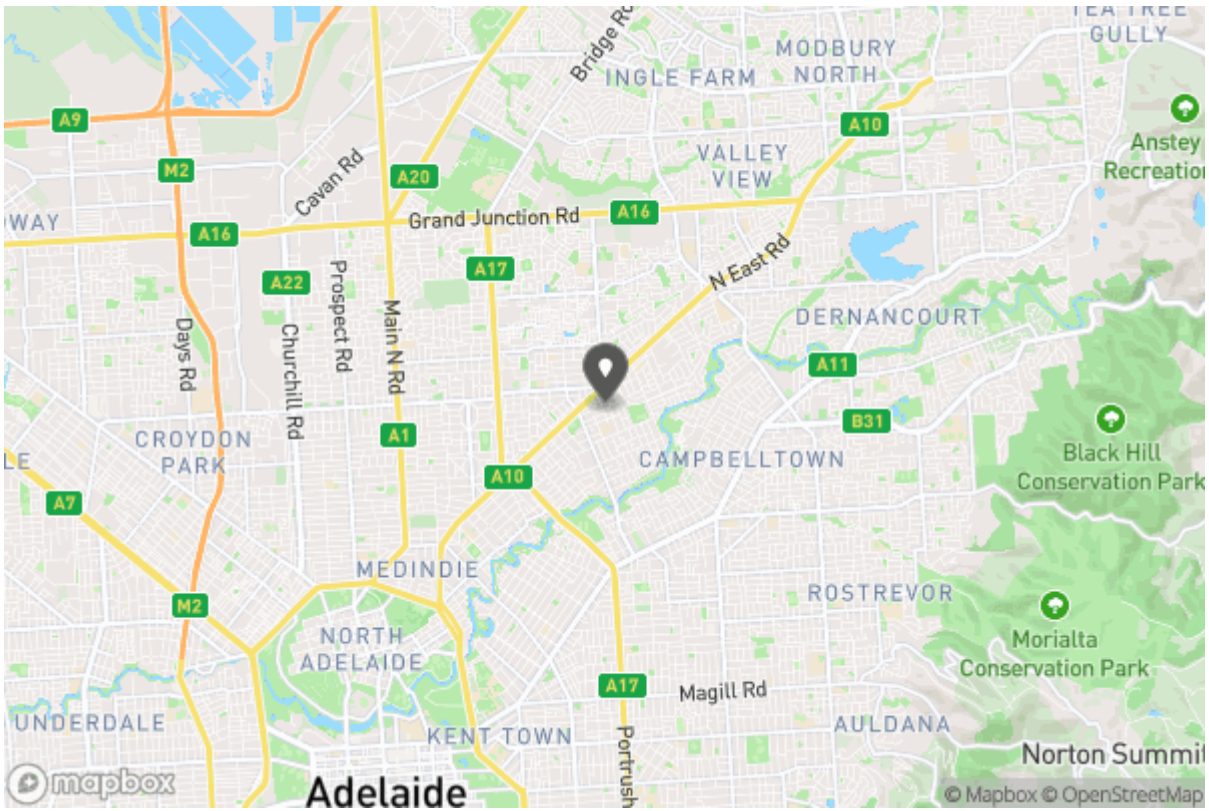 TEA TREE
GULLY
MODBURY
NORTH
Bridge Rd
INGLE FARM
A9
A10
Anstey
Recreation
M2
A20
Cavan Rd
VALLEY
VIEW
DWAY
A16
Grand Junction Rd
A16
N East Rd
A17
A22
Prospect Rd
Main N Rd
Days Rd
Churchill Rd
DERNANCOURT
A11
B31
A1
CROYDON
PARK
LE
A7
A10
CAMPBELLTOWN
Black Hill
Conservation Park
MEDINDIE
M2
ROSTREVOR
NORTH
ADELAIDE
Morialta
Conservation Park
A17
Magill Rd
UNDERDALE
KENT TOWN
Portrush
AULDANA
Norton Summit
mapbox
Adelaide
© Mapbox © OpenStreetMap